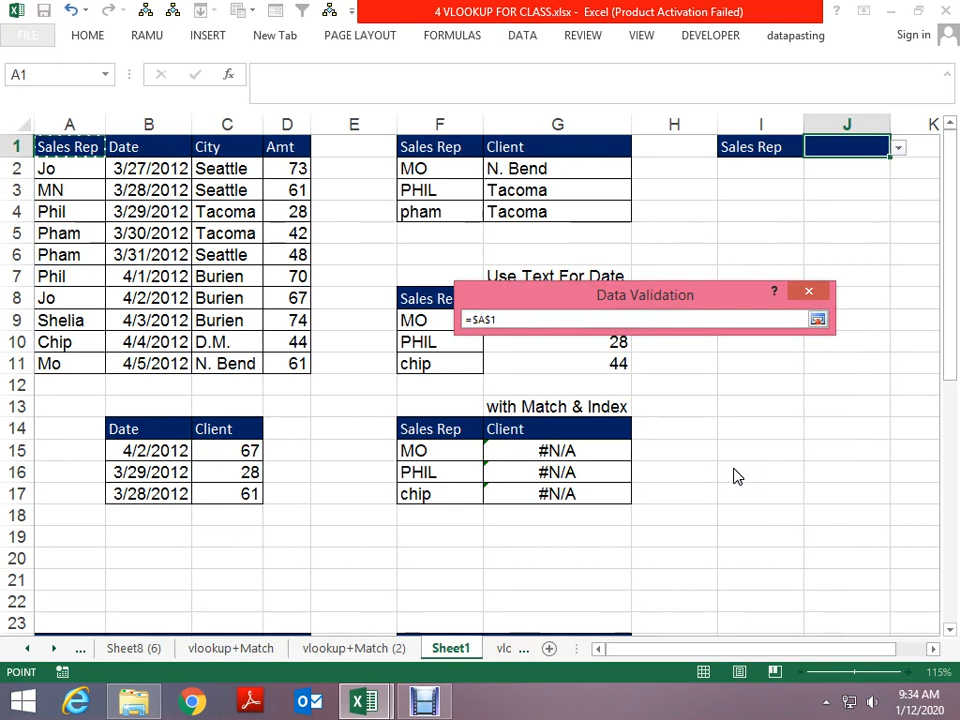 4 VLOOKUP FOR CLASS.xlsx - Excel (Product Activation Failed)
FILE HOME RAMU INSERT New Tab PAGE LAYOUT FORMULAS DATA REVIEW VIEW DEVELOPER datapasting Sign in
A1 fx
A B C D E F G H I J K
1 Sales Rep Date City Amt Sales Rep Client Sales Rep
2 Jo 3/27/2012 Seattle 73 MO N. Bend
3 MN 3/28/2012 Seattle 61 PHIL Tacoma
4 Phil 3/29/2012 Tacoma 28 pham Tacoma
5 Pham 3/30/2012 Tacoma 42
6 Pham 3/31/2012 Seattle 48
7 Phil 4/1/2012 Burien 70 Use Text For Date
8 Jo 4/2/2012 Burien 67 Sales Re
Data Validation ?
9 Shelia 4/3/2012 Burien 74 MO
=$A$1
10 Chip 4/4/2012 D.M. 44 PHIL 28
11 Mo 4/5/2012 N. Bend 61 chip 44
12
13 with Match & Index
14 Date Client Sales Rep Client
15 4/2/2012 67 MO #N/A
16 3/29/2012 28 PHIL #N/A
17 3/28/2012 61 chip #N/A
18
19
20
21
22
23
... Sheet8 (6) vlookup+Match vlookup+Match (2) Sheet1 vlc ...
POINT 115%
9:34 AM
1/12/2020